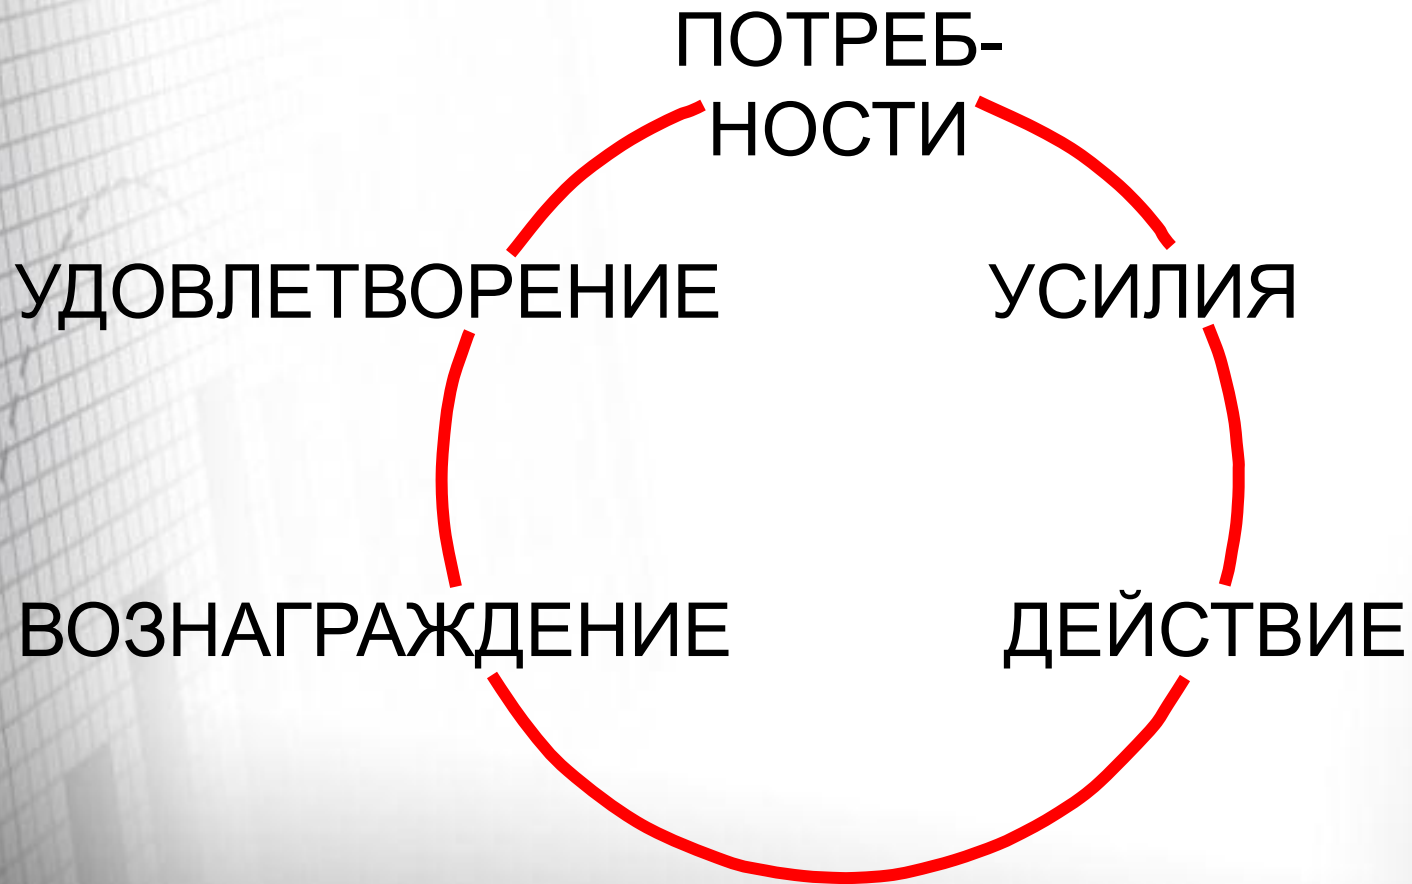 ПОТРЕБ-
НОСТИ
УДОВЛЕТВОРЕНИЕ
УСИЛИЯ
ВОЗНАГРАЖДЕНИЕ
ДЕЙСТВИЕ